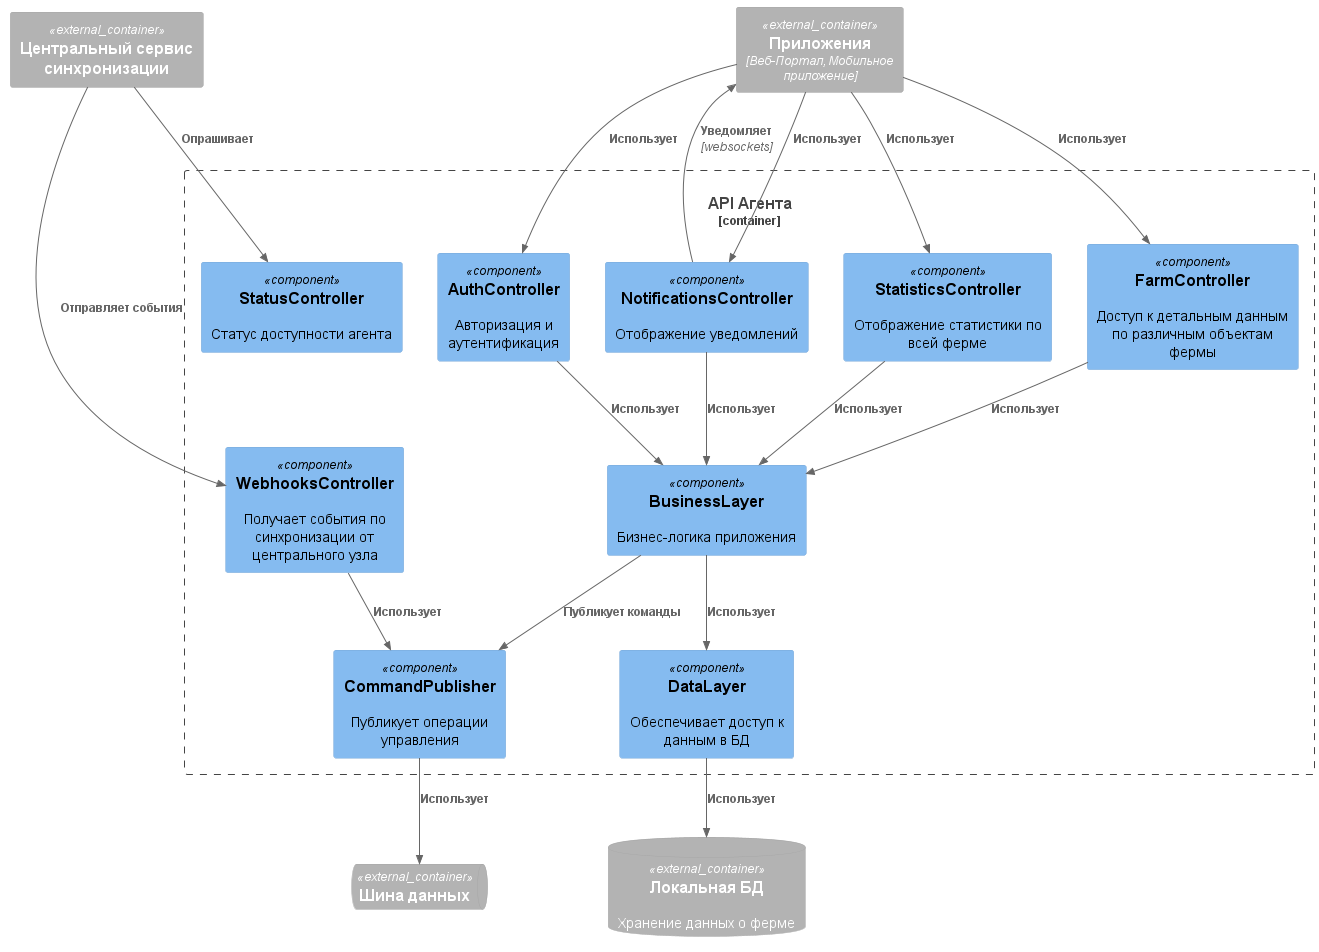 «external_container»
Центральный сервис
синхронизации
«external_container»
Приложения
[Веб-Портал, Мобильное
приложение]
Опрашивает
Использует
Уведомляет
[websockets]
Использует
Использует
Использует
API Агента
[container]
Отправляет события
«component»
StatusController
Статус доступности агента
«component»
AuthController
Авторизация и
аутентификация
«component»
NotificationsController
Отображение уведомлений
«component»
StatisticsController
Отображение статистики по
всей ферме
«component»
FarmController
Доступ к детальным данным
по различным объектам
фермы
Использует
Использует
Использует
Использует
«component»
WebhooksController
Получает события по
синхронизации от
центрального узла
«component»
BusinessLayer
Бизнес-логика приложения
Использует
Публикует команды
Использует
«component»
CommandPublisher
Публикует операции
управления
«component»
DataLayer
Обеспечивает доступ к
данным в БД
Использует
Использует
«external_container»
Шина данных
«external_container»
Локальная БД
Хранение данных о ферме